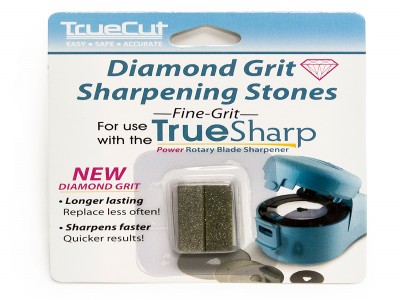 TrueCut
EASY • SAFE • ACCURATE
Diamond Grit
Sharpening Stones
Fine-Grit
For use
with the
TrueSharp
Power Rotary Blade Sharpener
NEW
DIAMOND GRIT
• Longer lasting
Replace less often!
• Sharpens faster
Quicker results!